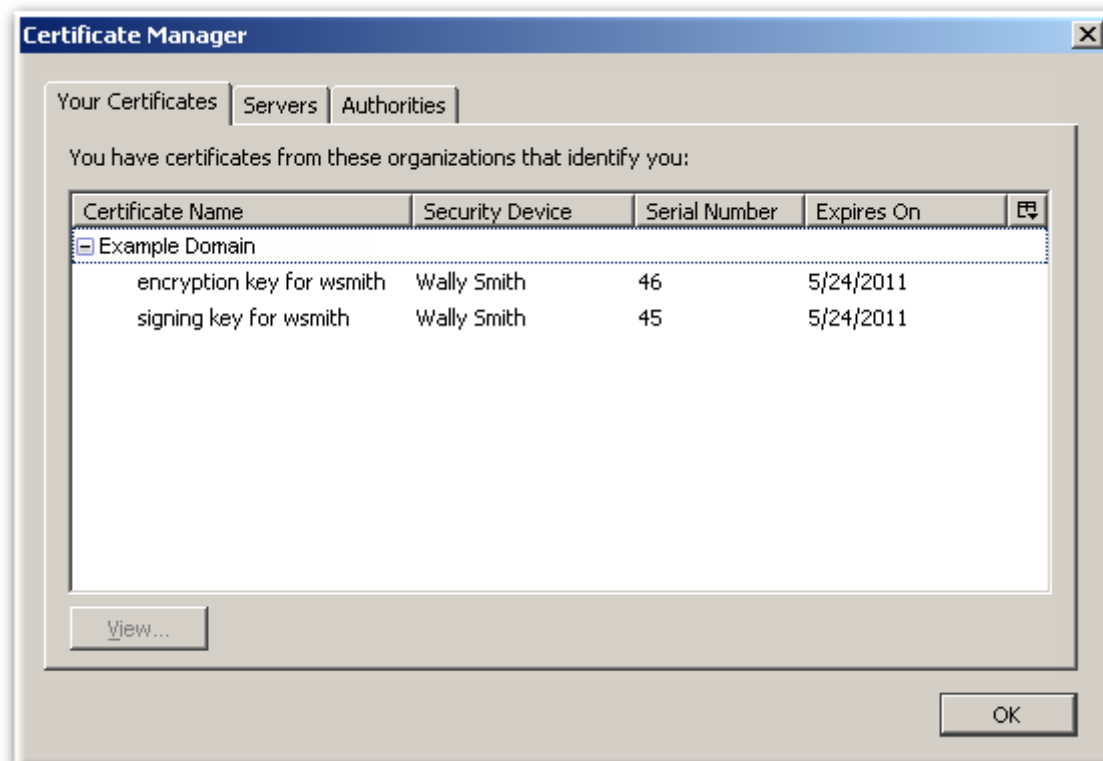 Certificate Manager
Your Certificates Servers Authorities
You have certificates from these organizations that identify you:
Certificate Name Security Device Serial Number Expires On
Example Domain
encryption key for wsmith Wally Smith 46 5/24/2011
signing key for wsmith Wally Smith 45 5/24/2011
View...
OK